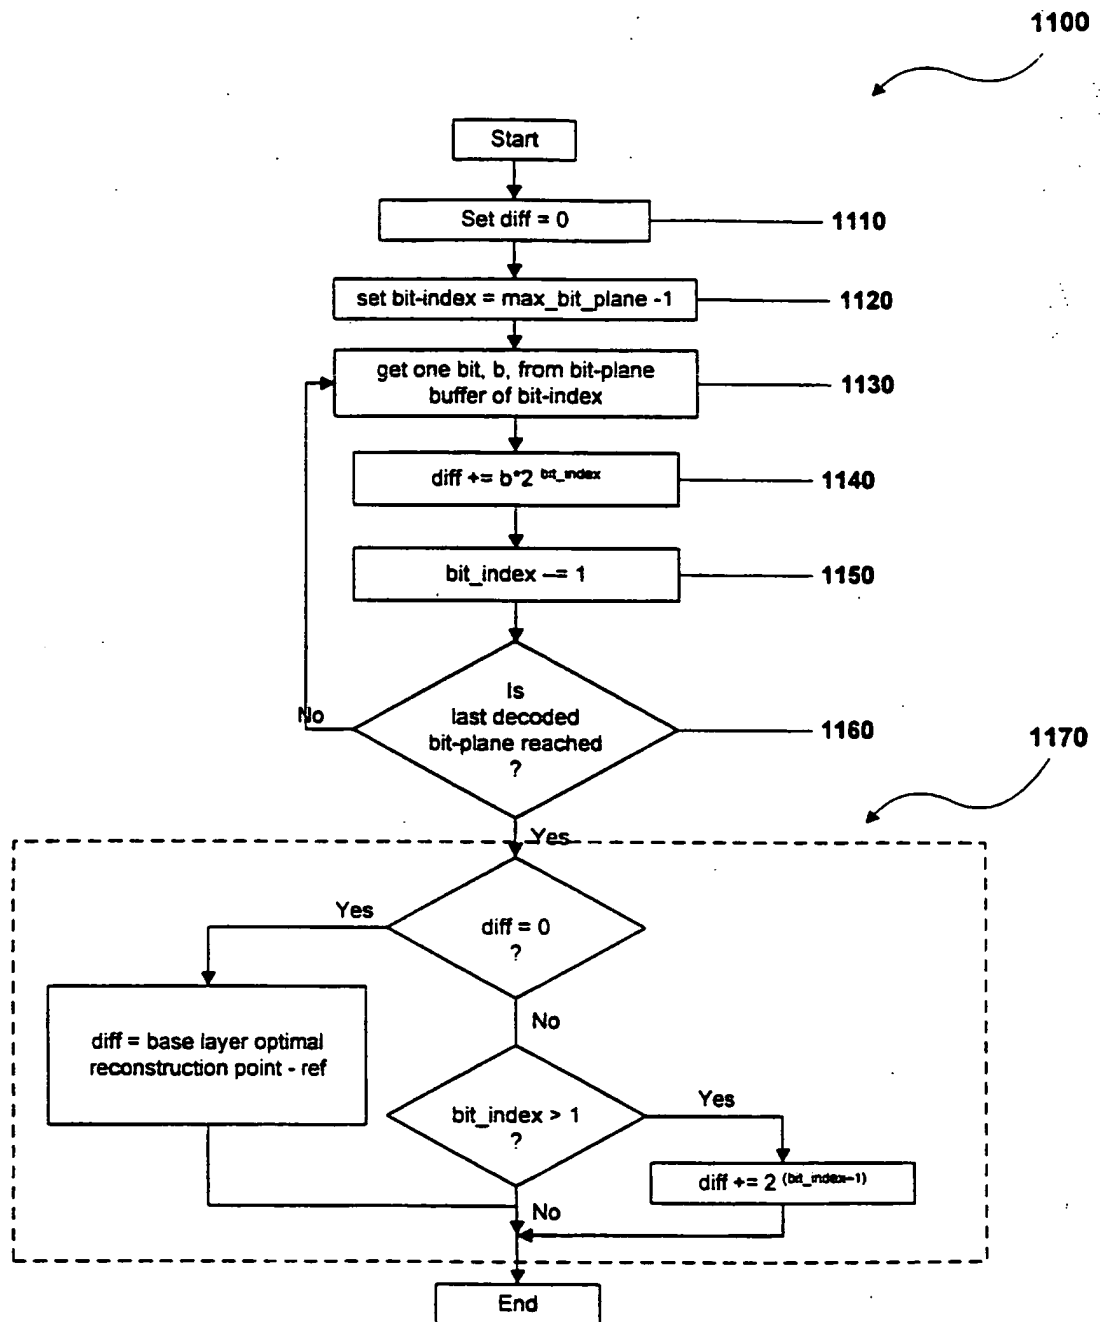 1100
Start
Set diff = 0
1110
set bit-index = max_bit_plane -1
1120
get one bit, b, from bit-plane
buffer of bit-index
1130
diff += b*2 bit_index
1140
bit_index -= 1
1150
Is
last decoded
bit-plane reached
?
1160
No
1170
Yes
diff = 0
?
Yes
No
diff = base layer optimal
reconstruction point - ref
bit_index > 1
?
Yes
diff += 2 (bit_index-1)
No
End